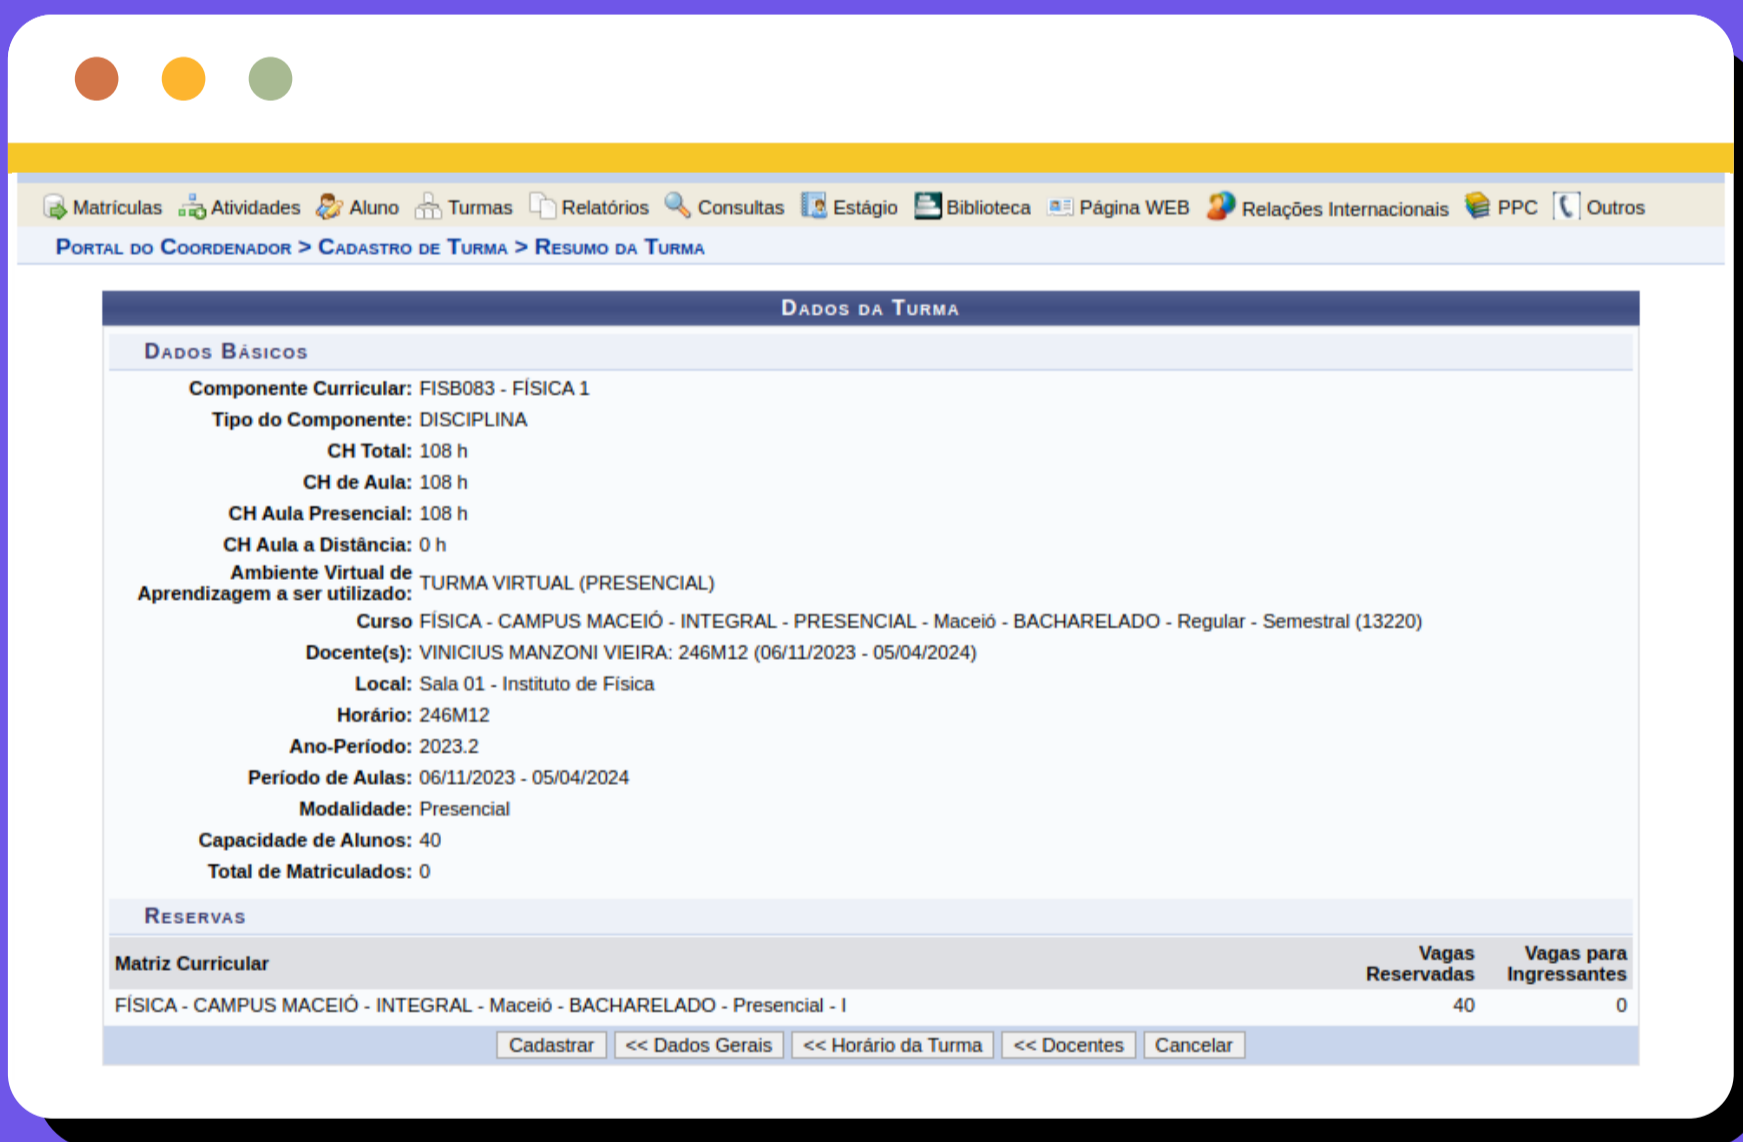 Matrículas Atividades Aluno Turmas Relatórios Consultas Estágio Biblioteca Página WEB Relações Internacionais PPC Outros
Portal do Coordenador > Cadastro de Turma > Resumo da Turma
Dados da Turma
Dados Básicos
Componente Curricular: FISB083 - FÍSICA 1
Tipo do Componente: DISCIPLINA
CH Total: 108 h
CH de Aula: 108 h
CH Aula Presencial: 108 h
CH Aula a Distância: 0 h
Ambiente Virtual de
Aprendizagem a ser utilizado: TURMA VIRTUAL (PRESENCIAL)
Curso FÍSICA - CAMPUS MACEIÓ - INTEGRAL - PRESENCIAL - Maceió - BACHARELADO - Regular - Semestral (13220)
Docente(s): VINICIUS MANZONI VIEIRA: 246M12 (06/11/2023 - 05/04/2024)
Local: Sala 01 - Instituto de Física
Horário: 246M12
Ano-Período: 2023.2
Período de Aulas: 06/11/2023 - 05/04/2024
Modalidade: Presencial
Capacidade de Alunos: 40
Total de Matriculados: 0
Reservas
Matriz Curricular Vagas Reservadas Vagas para Ingressantes
FÍSICA - CAMPUS MACEIÓ - INTEGRAL - Maceió - BACHARELADO - Presencial - I 40 0
Cadastrar << Dados Gerais << Horário da Turma << Docentes Cancelar